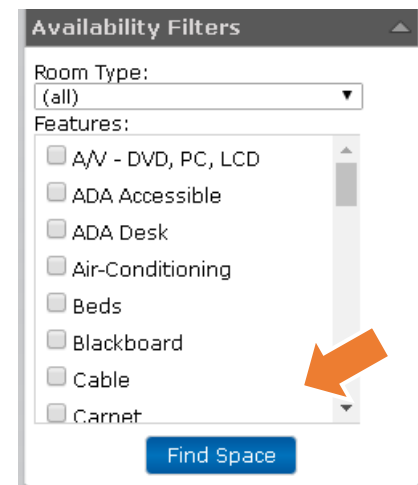 Availability Filters
Room Type:
(all)
Features:
A/V - DVD, PC, LCD
ADA Accessible
ADA Desk
Air-Conditioning
Beds
Blackboard
Cable
Carpet
Find Space